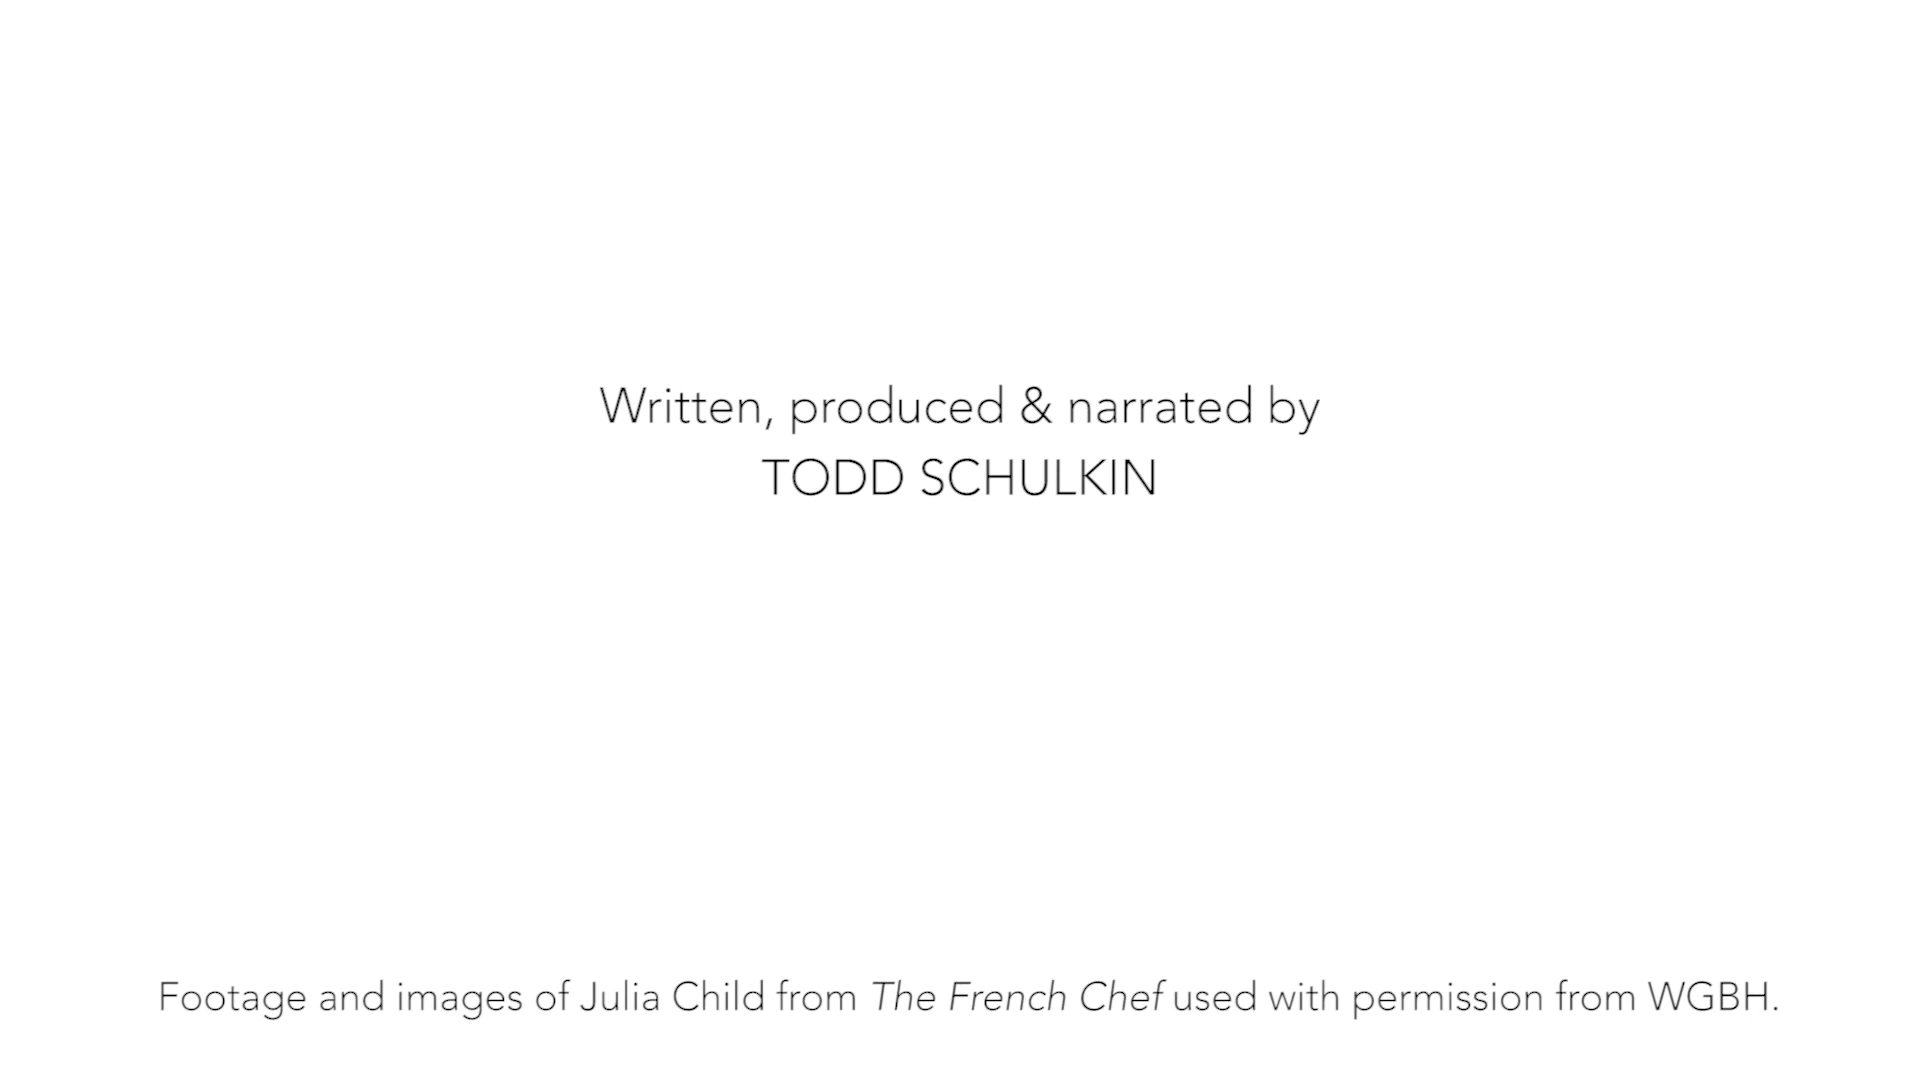 Written, produced & narrated by
TODD SCHULKIN
Footage and images of Julia Child from The French Chef used with permission from WGBH.